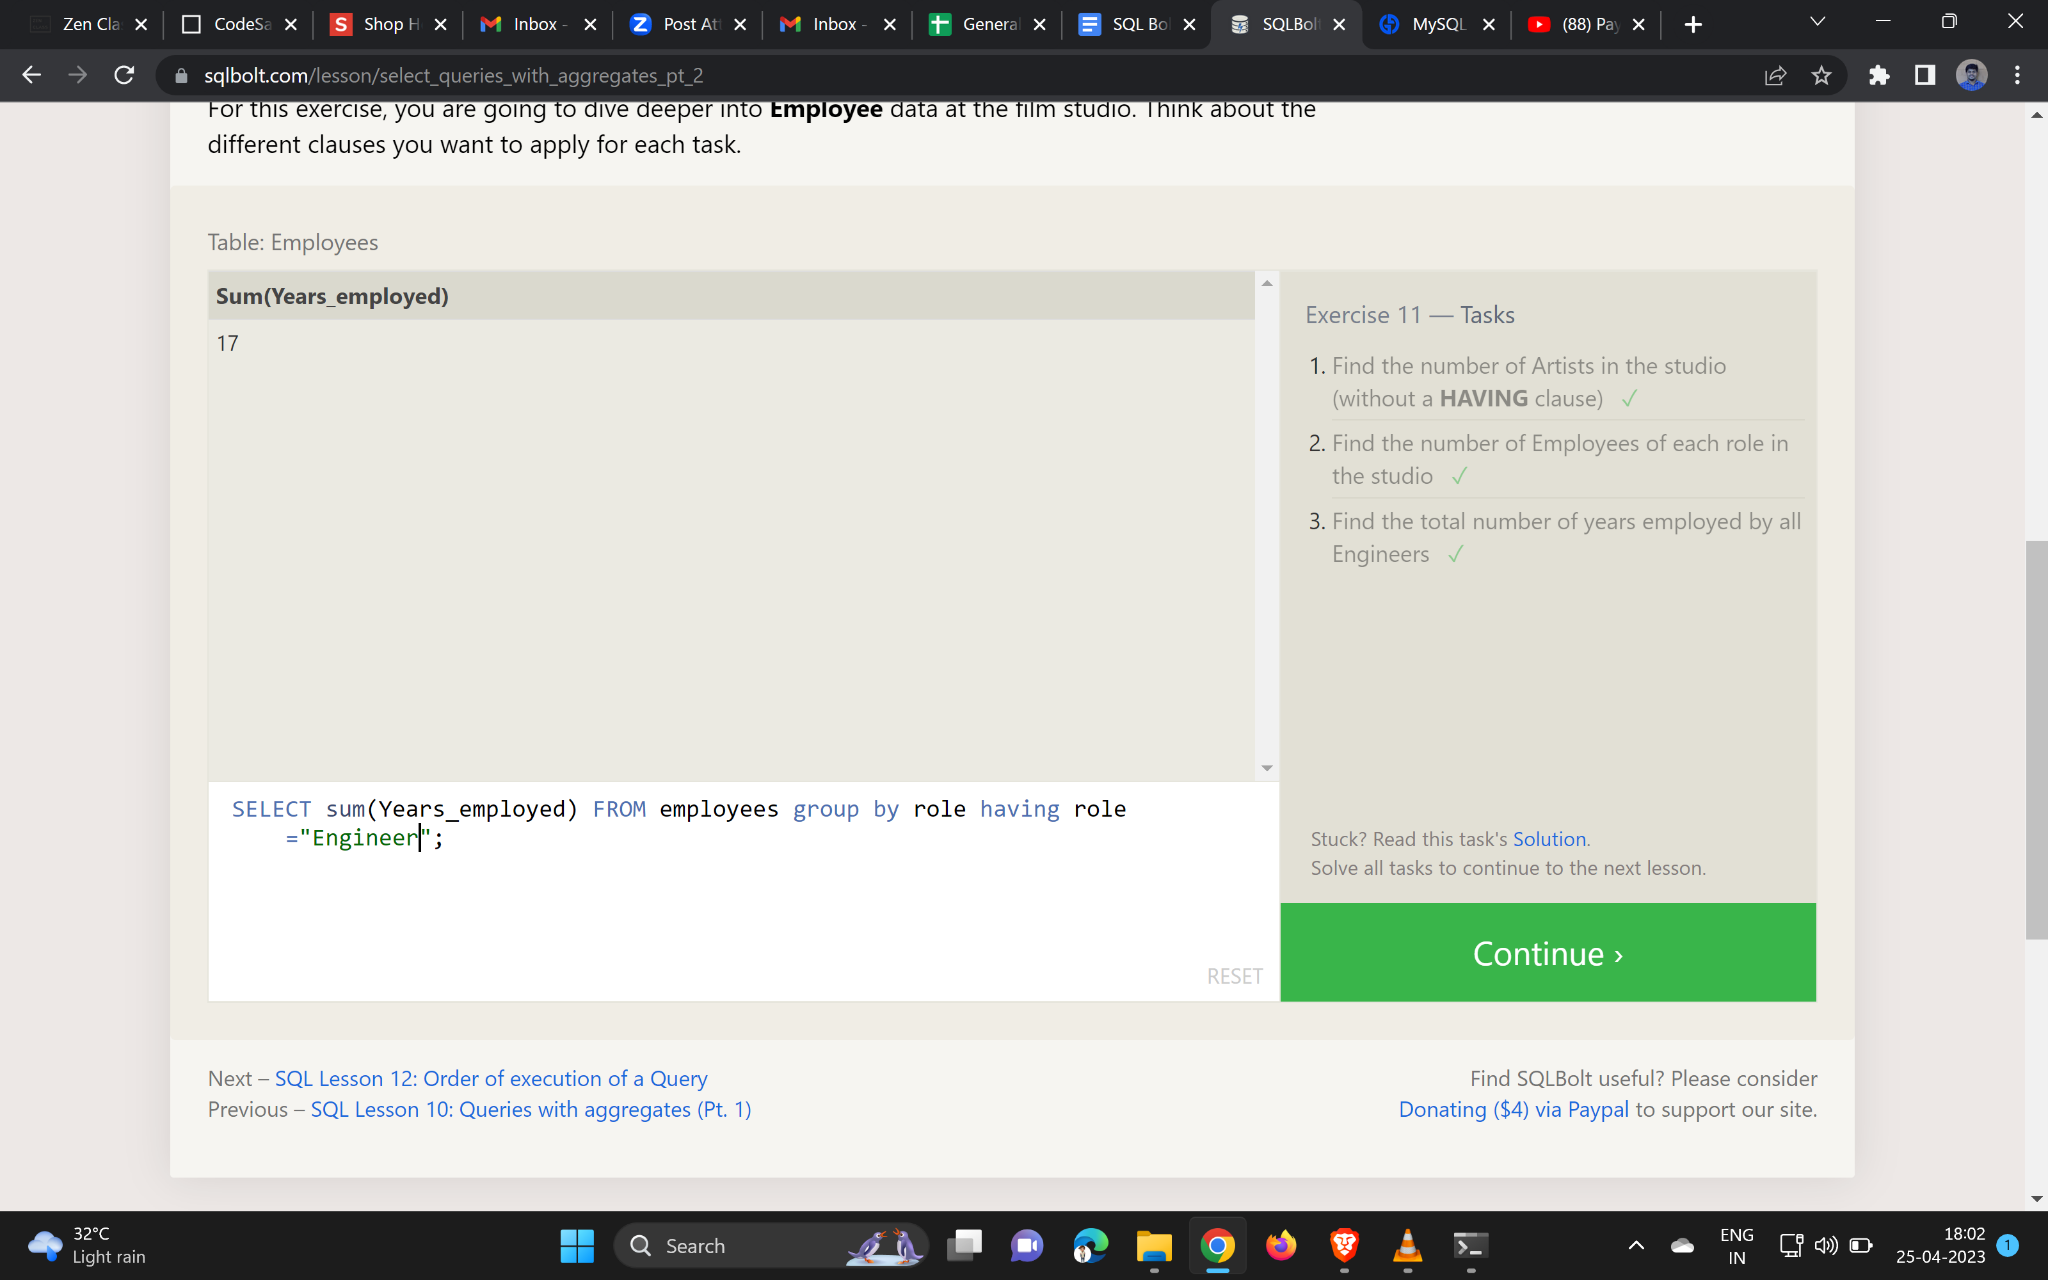 Zen Cla
CodeSa
Shop H
Inbox -
Post Att
Inbox -
General
SQL Bol
SQLBolt
MySQL
(88) Pay
sqlbolt.com/lesson/select_queries_with_aggregates_pt_2
For this exercise, you are going to dive deeper into Employee data at the film studio. Think about the
different clauses you want to apply for each task.
Table: Employees
Sum(Years_employed)
17
SELECT sum(Years_employed) FROM employees group by role having role
="Engineer";
RESET
Exercise 11 — Tasks
1. Find the number of Artists in the studio
(without a HAVING clause) ✓
2. Find the number of Employees of each role in
the studio ✓
3. Find the total number of years employed by all
Engineers ✓
Stuck? Read this task's Solution.
Solve all tasks to continue to the next lesson.
Continue ›
Next – SQL Lesson 12: Order of execution of a Query
Previous – SQL Lesson 10: Queries with aggregates (Pt. 1)
Find SQLBolt useful? Please consider
Donating ($4) via Paypal to support our site.
32°C
Light rain
Search
ENG
IN
18:02
25-04-2023
1